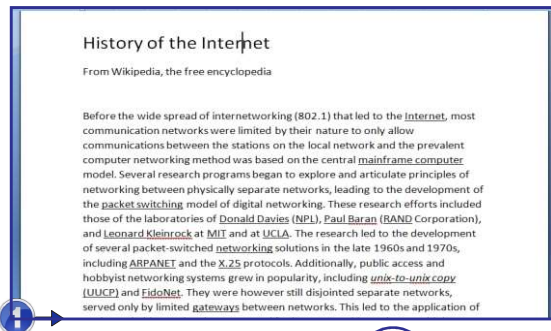 History of the Internet
From Wikipedia, the free encyclopedia
Before the wide spread of internetworking (802.1) that led to the Internet, most
communication networks were limited by their nature to only allow
communications between the stations on the local network and the prevalent
computer networking method was based on the central mainframe computer
model. Several research programs began to explore and articulate principles of
networking between physically separate networks, leading to the development of
the packet switching model of digital networking. These research efforts included
those of the laboratories of Donald Davies (NPL), Paul Baran (RAND Corporation),
and Leonard Kleinrock at MIT and at UCLA. The research led to the development
of several packet-switched networking solutions in the late 1960s and 1970s,
including ARPANET and the X.25 protocols. Additionally, public access and
hobbyist networking systems grew in popularity, including unix-to-unix copy
(UUCP) and FidoNet. They were however still disjointed separate networks,
served only by limited gateways between networks. This led to the application of